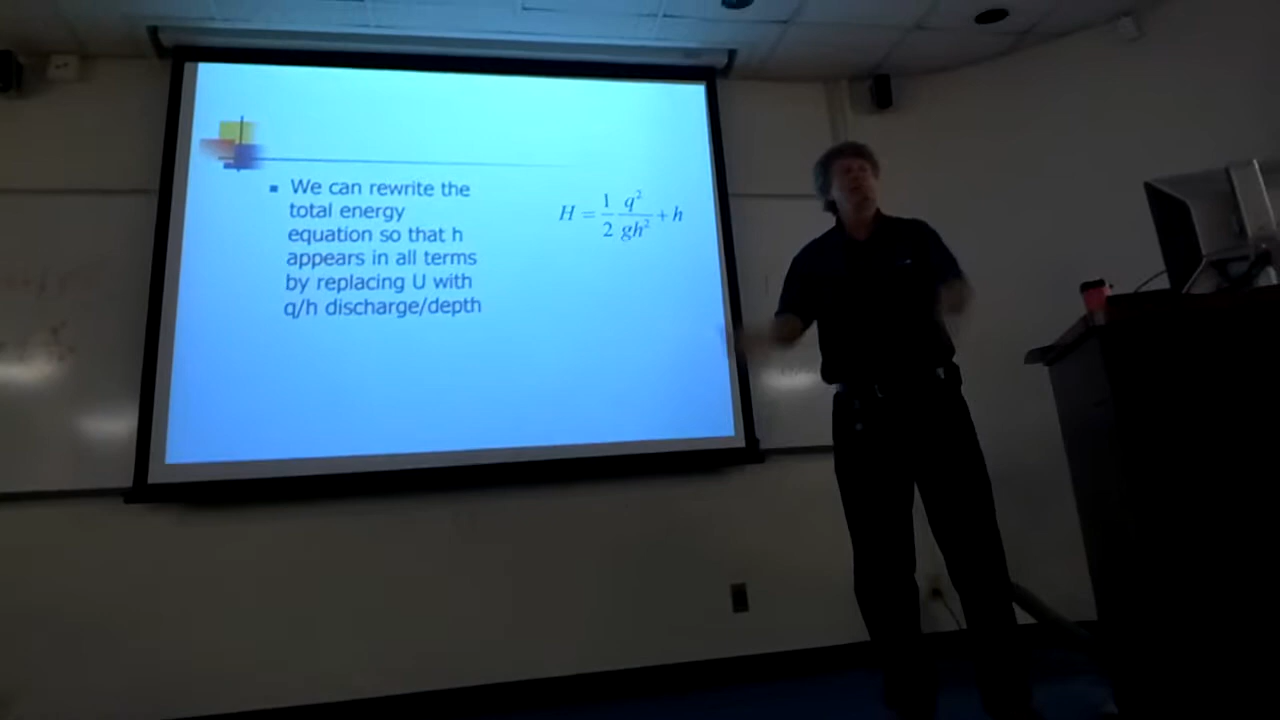 We can rewrite the
total energy
equation so that h
appears in all terms
by replacing U with
q/h discharge/depth
H = 1/2 q²/gh² + h